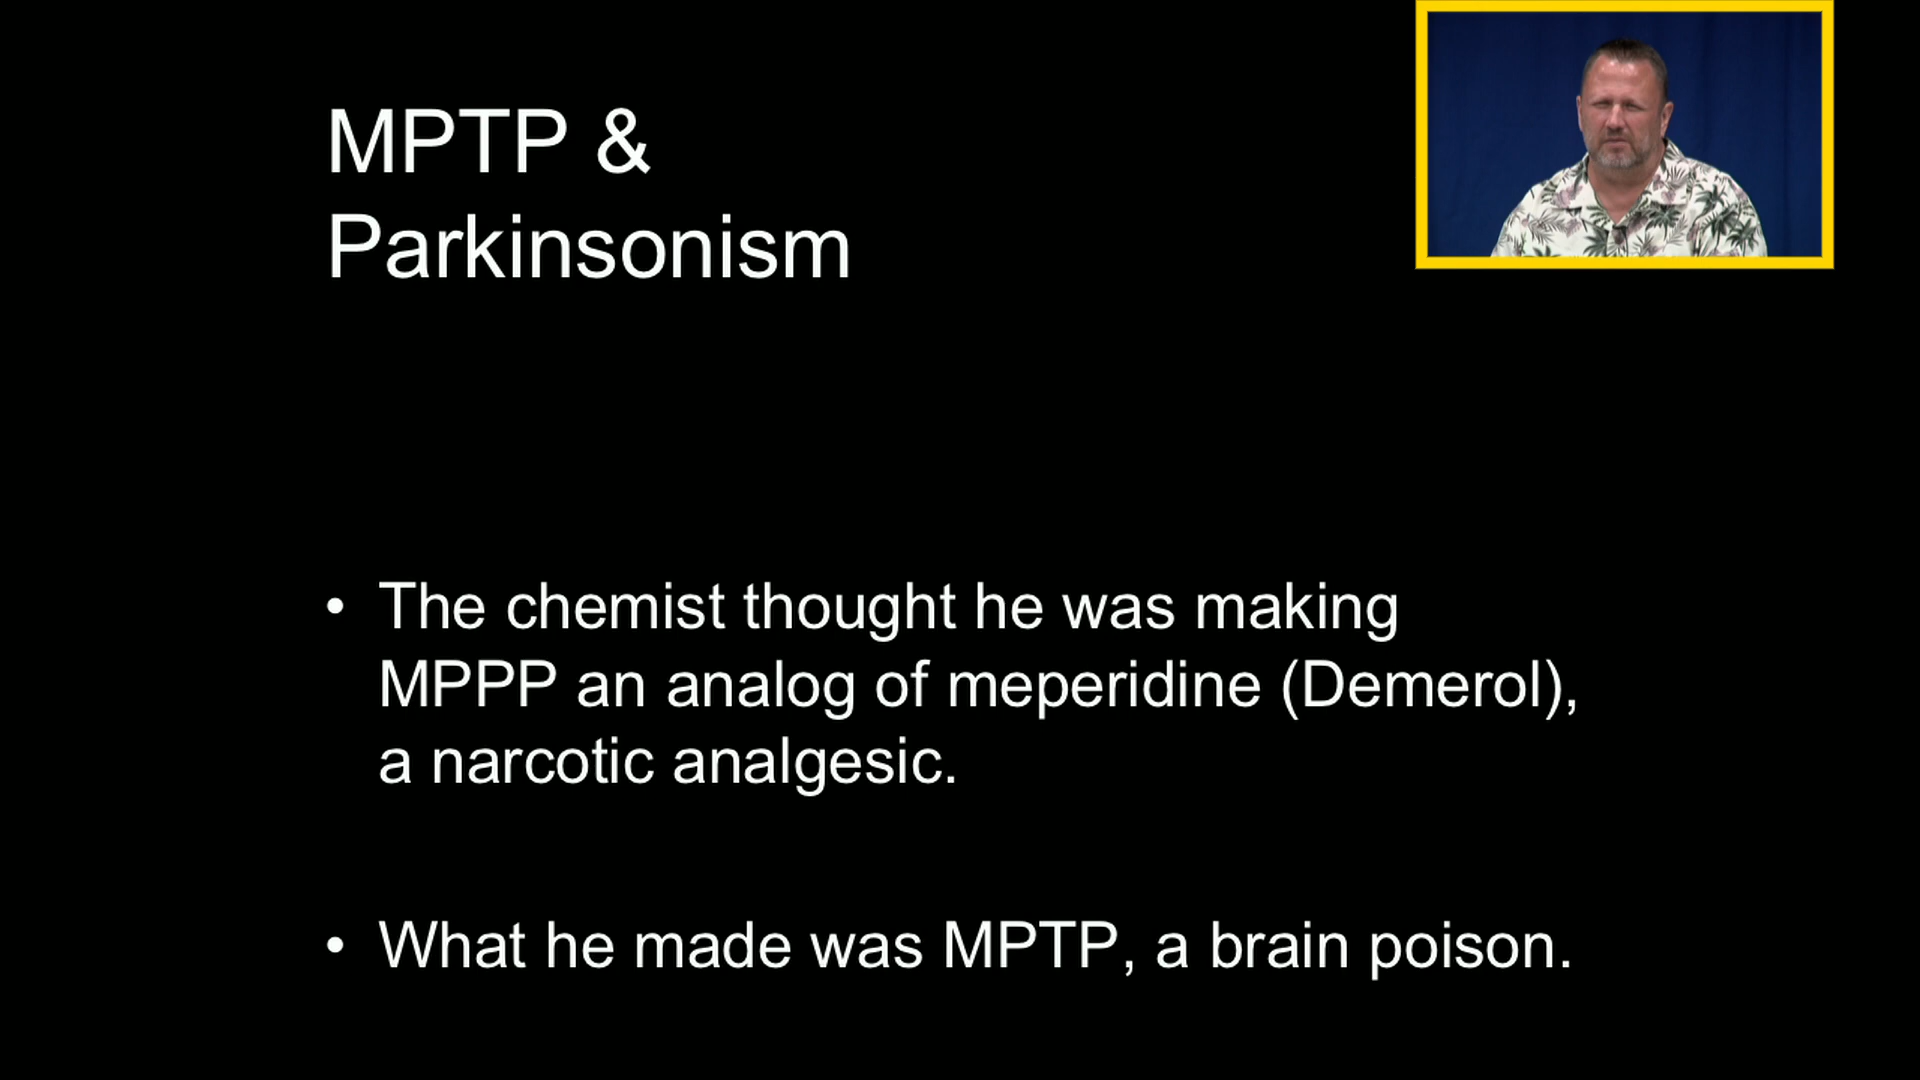 MPTP &
Parkinsonism
• The chemist thought he was making
MPPP an analog of meperidine (Demerol),
a narcotic analgesic.
• What he made was MPTP, a brain poison.